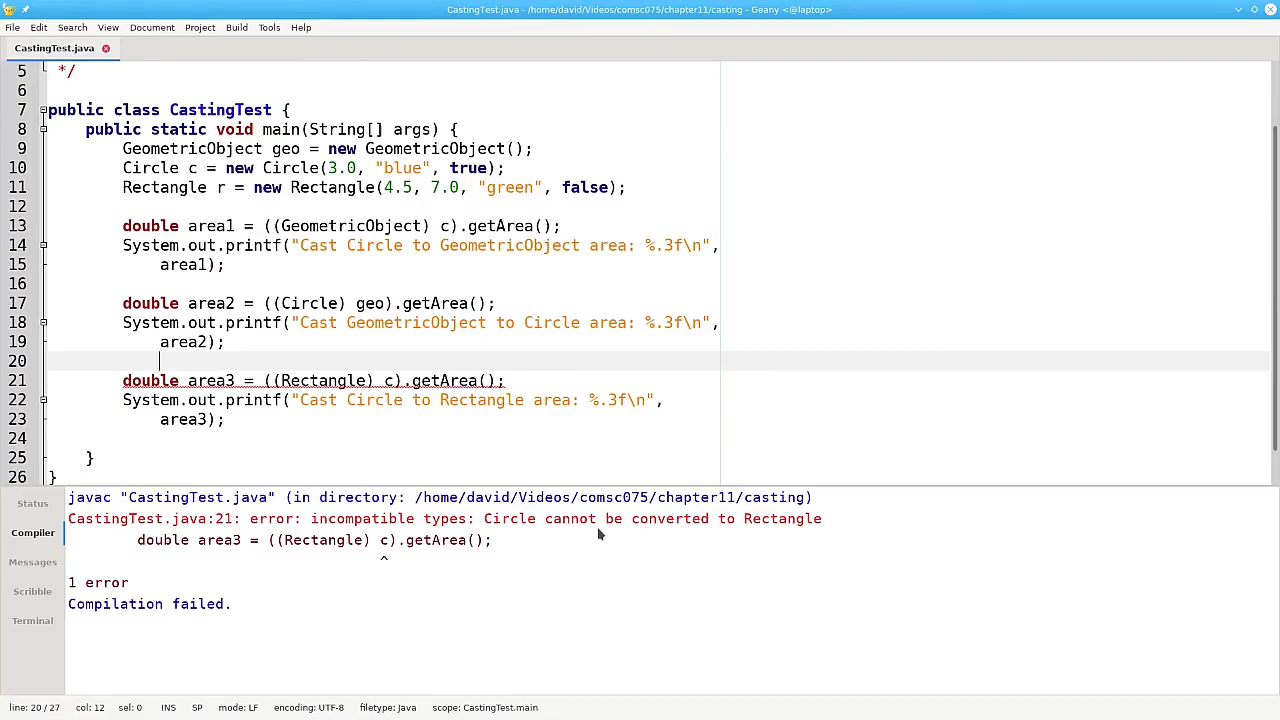 CastingTest.java - /home/david/Videos/comsc075/chapter11/casting - Geany <@laptop>
File Edit Search View Document Project Build Tools Help
CastingTest.java
5 */
6
7 public class CastingTest {
8 public static void main(String[] args) {
9 GeometricObject geo = new GeometricObject();
10 Circle c = new Circle(3.0, "blue", true);
11 Rectangle r = new Rectangle(4.5, 7.0, "green", false);
12
13 double area1 = ((GeometricObject) c).getArea();
14 System.out.printf("Cast Circle to GeometricObject area: %.3f\n",
15 area1);
16
17 double area2 = ((Circle) geo).getArea();
18 System.out.printf("Cast GeometricObject to Circle area: %.3f\n",
19 area2);
20
21 double area3 = ((Rectangle) c).getArea();
22 System.out.printf("Cast Circle to Rectangle area: %.3f\n",
23 area3);
24
25 }
26 }
Status
Compiler
Messages
Scribble
Terminal
javac "CastingTest.java" (in directory: /home/david/Videos/comsc075/chapter11/casting)
CastingTest.java:21: error: incompatible types: Circle cannot be converted to Rectangle
double area3 = ((Rectangle) c).getArea();
^
1 error
Compilation failed.
line: 20 / 27 col: 12 sel: 0 INS SP mode: LF encoding: UTF-8 filetype: Java scope: CastingTest.main